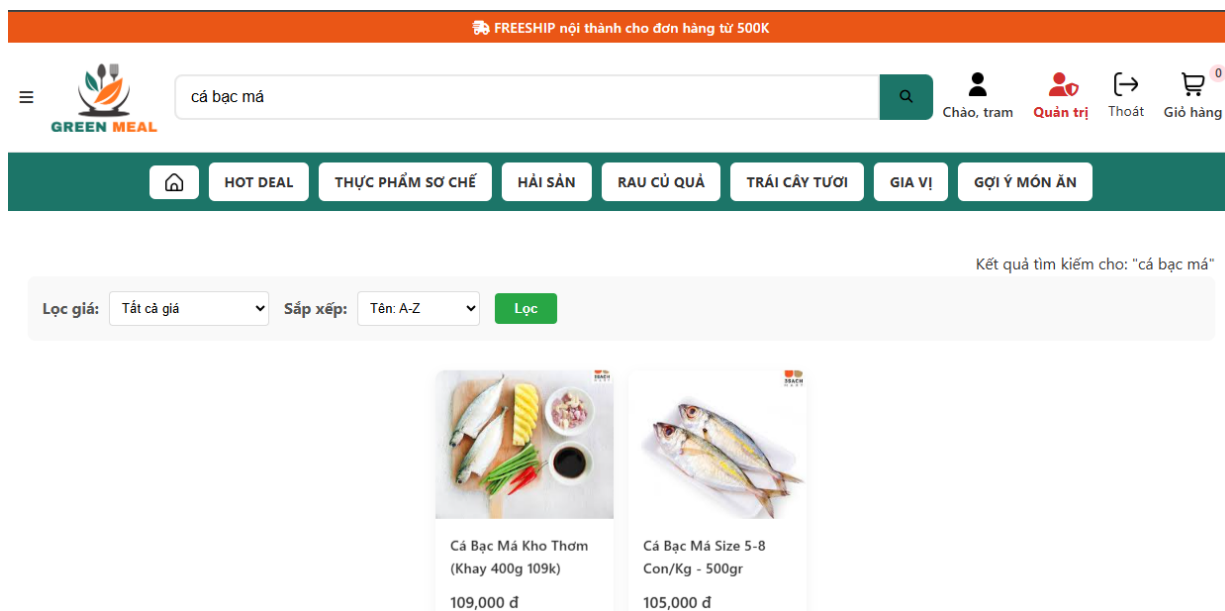 FREESHIP nội thành cho đơn hàng từ 500K
GREEN MEAL
cá bạc má
Chào, tram
Quản trị
Thoát
0
Giỏ hàng
HOT DEAL
THỰC PHẨM SƠ CHẾ
HẢI SẢN
RAU CỦ QUẢ
TRÁI CÂY TƯƠI
GIA VỊ
GỢI Ý MÓN ĂN
Kết quả tìm kiếm cho: "cá bạc má"
Lọc giá:
Tất cả giá
Sắp xếp:
Tên: A-Z
Lọc
Cá Bạc Má Kho Thơm
(Khay 400g 109k)
109,000 đ
Cá Bạc Má Size 5-8
Con/Kg - 500gr
105,000 đ